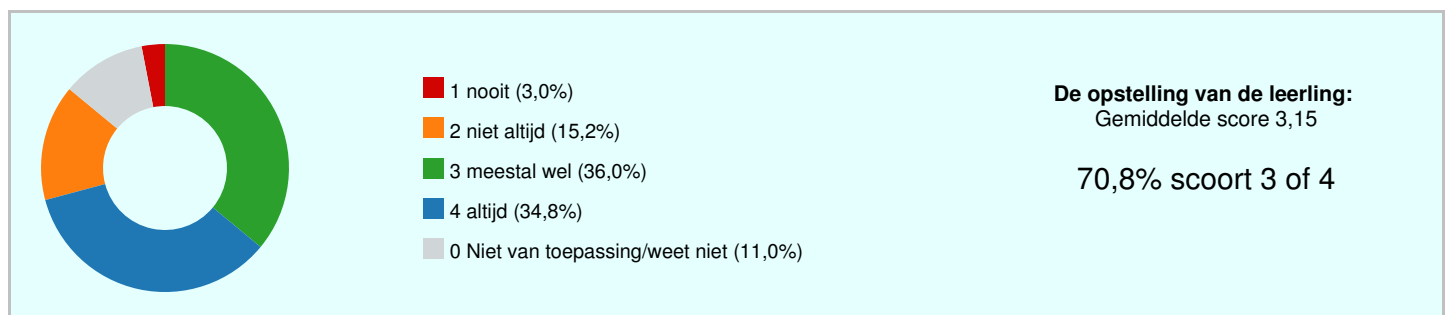 1 nooit (3,0%)
2 niet altijd (15,2%)
3 meestal wel (36,0%)
4 altijd (34,8%)
0 Niet van toepassing/weet niet (11,0%)
De opstelling van de leerling:
Gemiddelde score 3,15
70,8% scoort 3 of 4